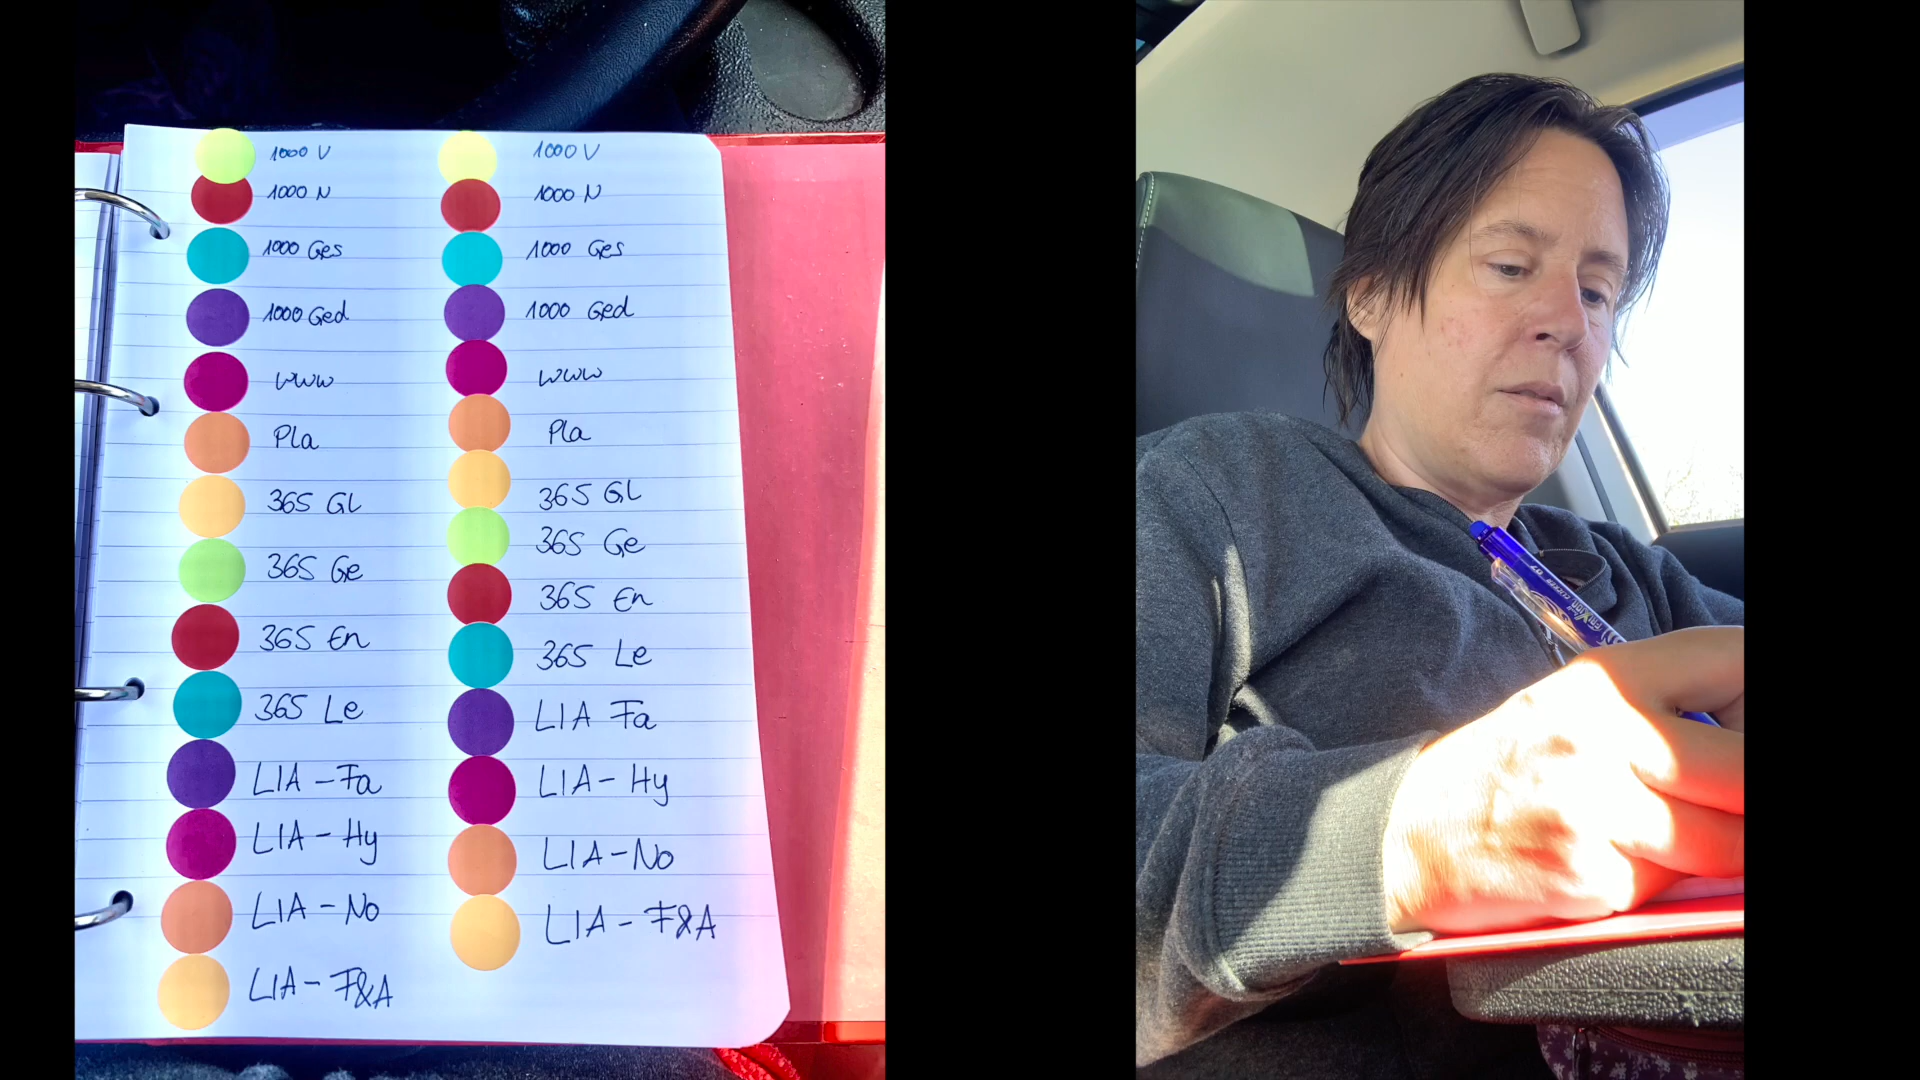 1000 V
1000 N
1000 Ges
1000 Ged
www
Pla
365 GL
365 Ge
365 En
365 Le
LIA - Fa
LIA - Hy
LIA - No
LIA - F&A
1000 V
1000 N
1000 Ges
1000 Ged
www
Pla
365 GL
365 Ge
365 En
365 Le
LIA Fa
LIA - Hy
LIA - No
LIA - F&A